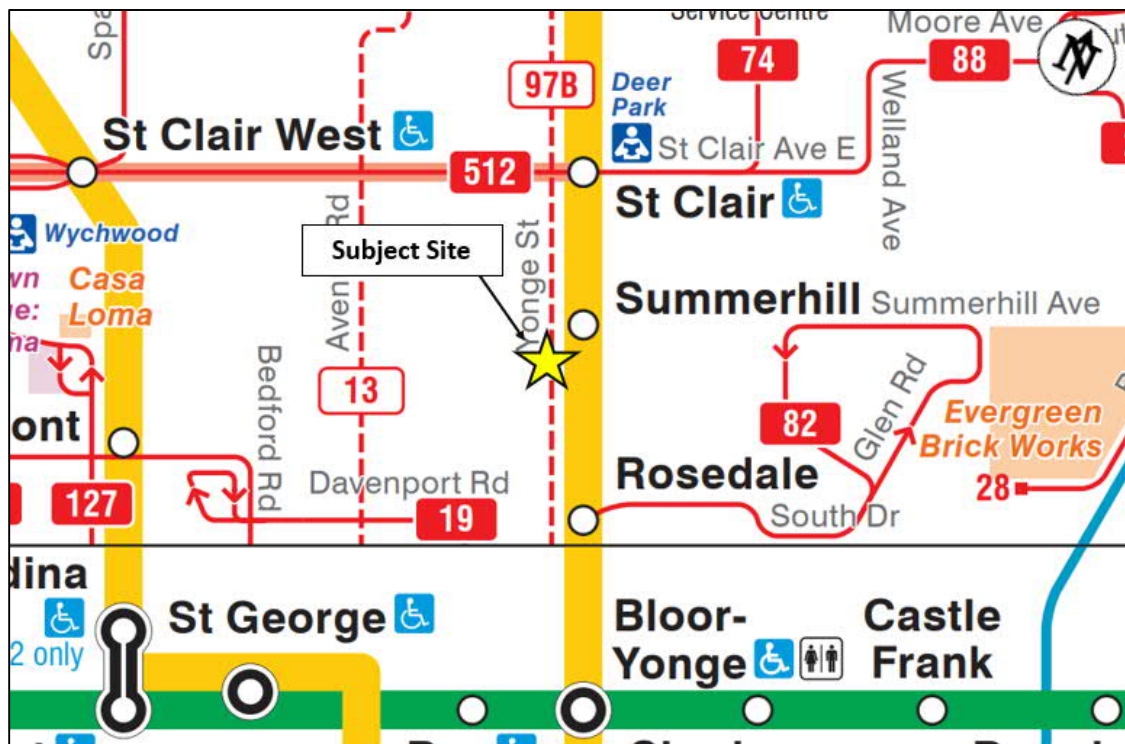 Service Centre
Moore Ave
Spa
97B
74
88
Deer
Park
St Clair West
St Clair Ave E
512
Welland Ave
St Clair
Wychwood
Subject Site
Yonge St
Casa
Loma
Summerhill
Summerhill Ave
Avenue Rd
Bedford Rd
13
82
Glen Rd
Evergreen
Brick Works
ont
Davenport Rd
Rosedale
127
19
South Dr
28
dina
2 only
St George
Bloor-
Yonge
Castle
Frank